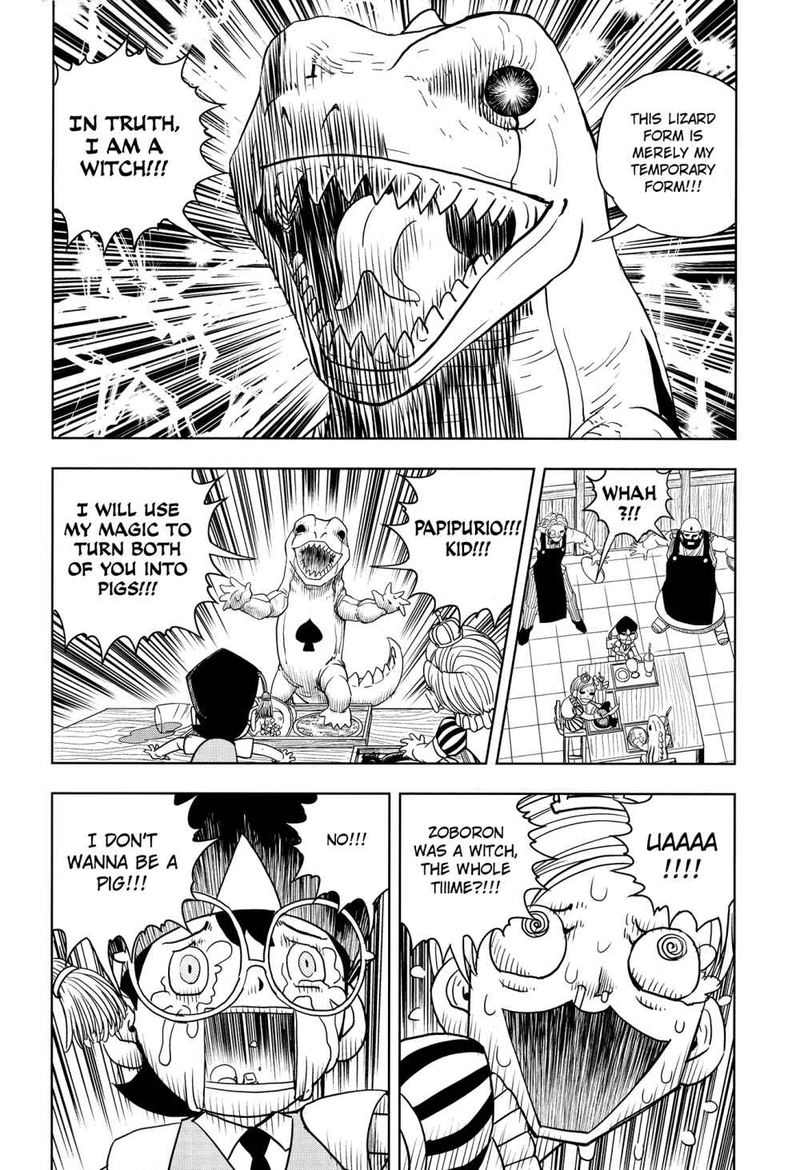 THIS LIZARD
FORM IS
MERELY MY
TEMPORARY
FORM!!!
IN TRUTH,
I AM A
WITCH!!!
WHAH
?!!
PAPIPURIO!!!
KID!!!
I WILL USE
MY MAGIC TO
TURN BOTH
OF YOU INTO
PIGS!!!
UAAAA
!!!!
ZOBORON
WAS A WITCH,
THE WHOLE
TIIIME?!!!
NO!!!
I DON'T
WANNA BE A
PIG!!!